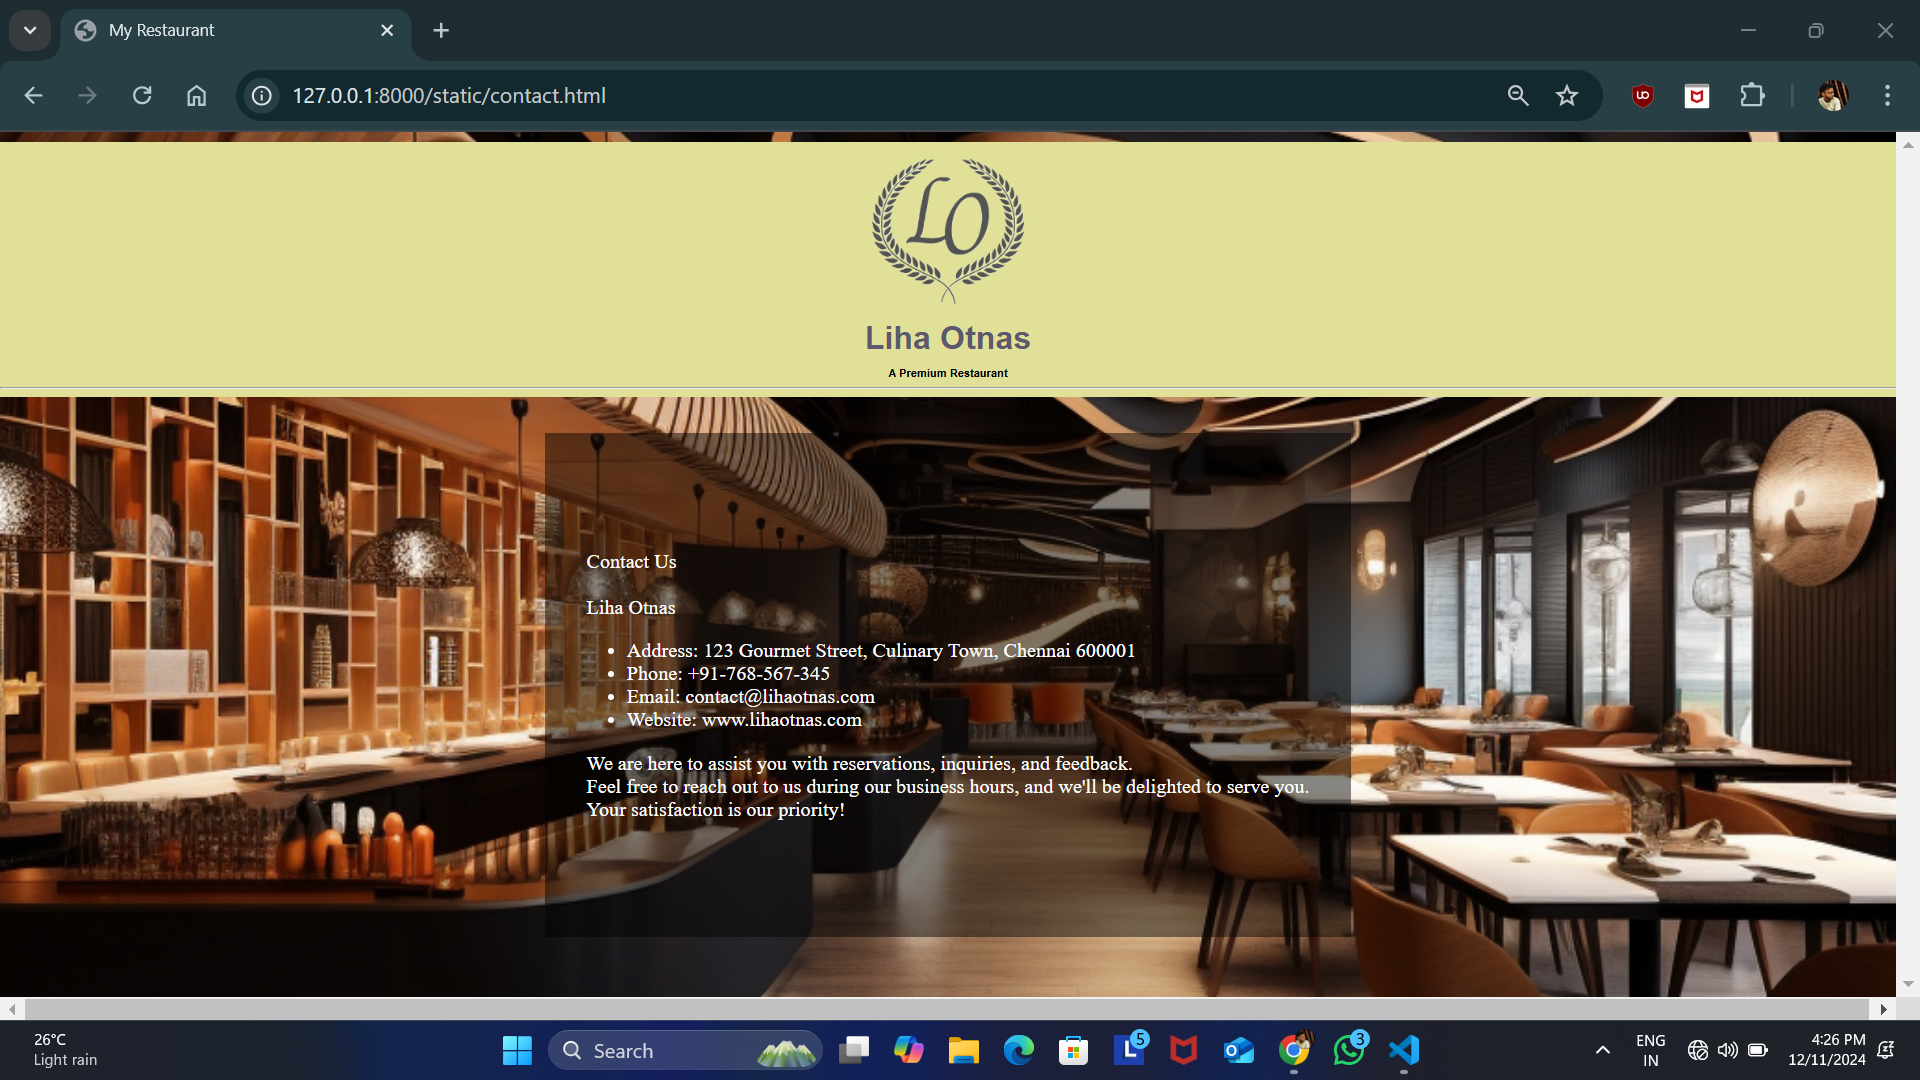 My Restaurant
127.0.0.1:8000/static/contact.html
LO
Liha Otnas
A Premium Restaurant
Contact Us
Liha Otnas
Address: 123 Gourmet Street, Culinary Town, Chennai 600001
Phone: +91-768-567-345
Email: contact@lihaotnas.com
Website: www.lihaotnas.com
We are here to assist you with reservations, inquiries, and feedback.
Feel free to reach out to us during our business hours, and we'll be delighted to serve you.
Your satisfaction is our priority!
26°C
Light rain
Search
5
3
ENG
IN
4:26 PM
12/11/2024